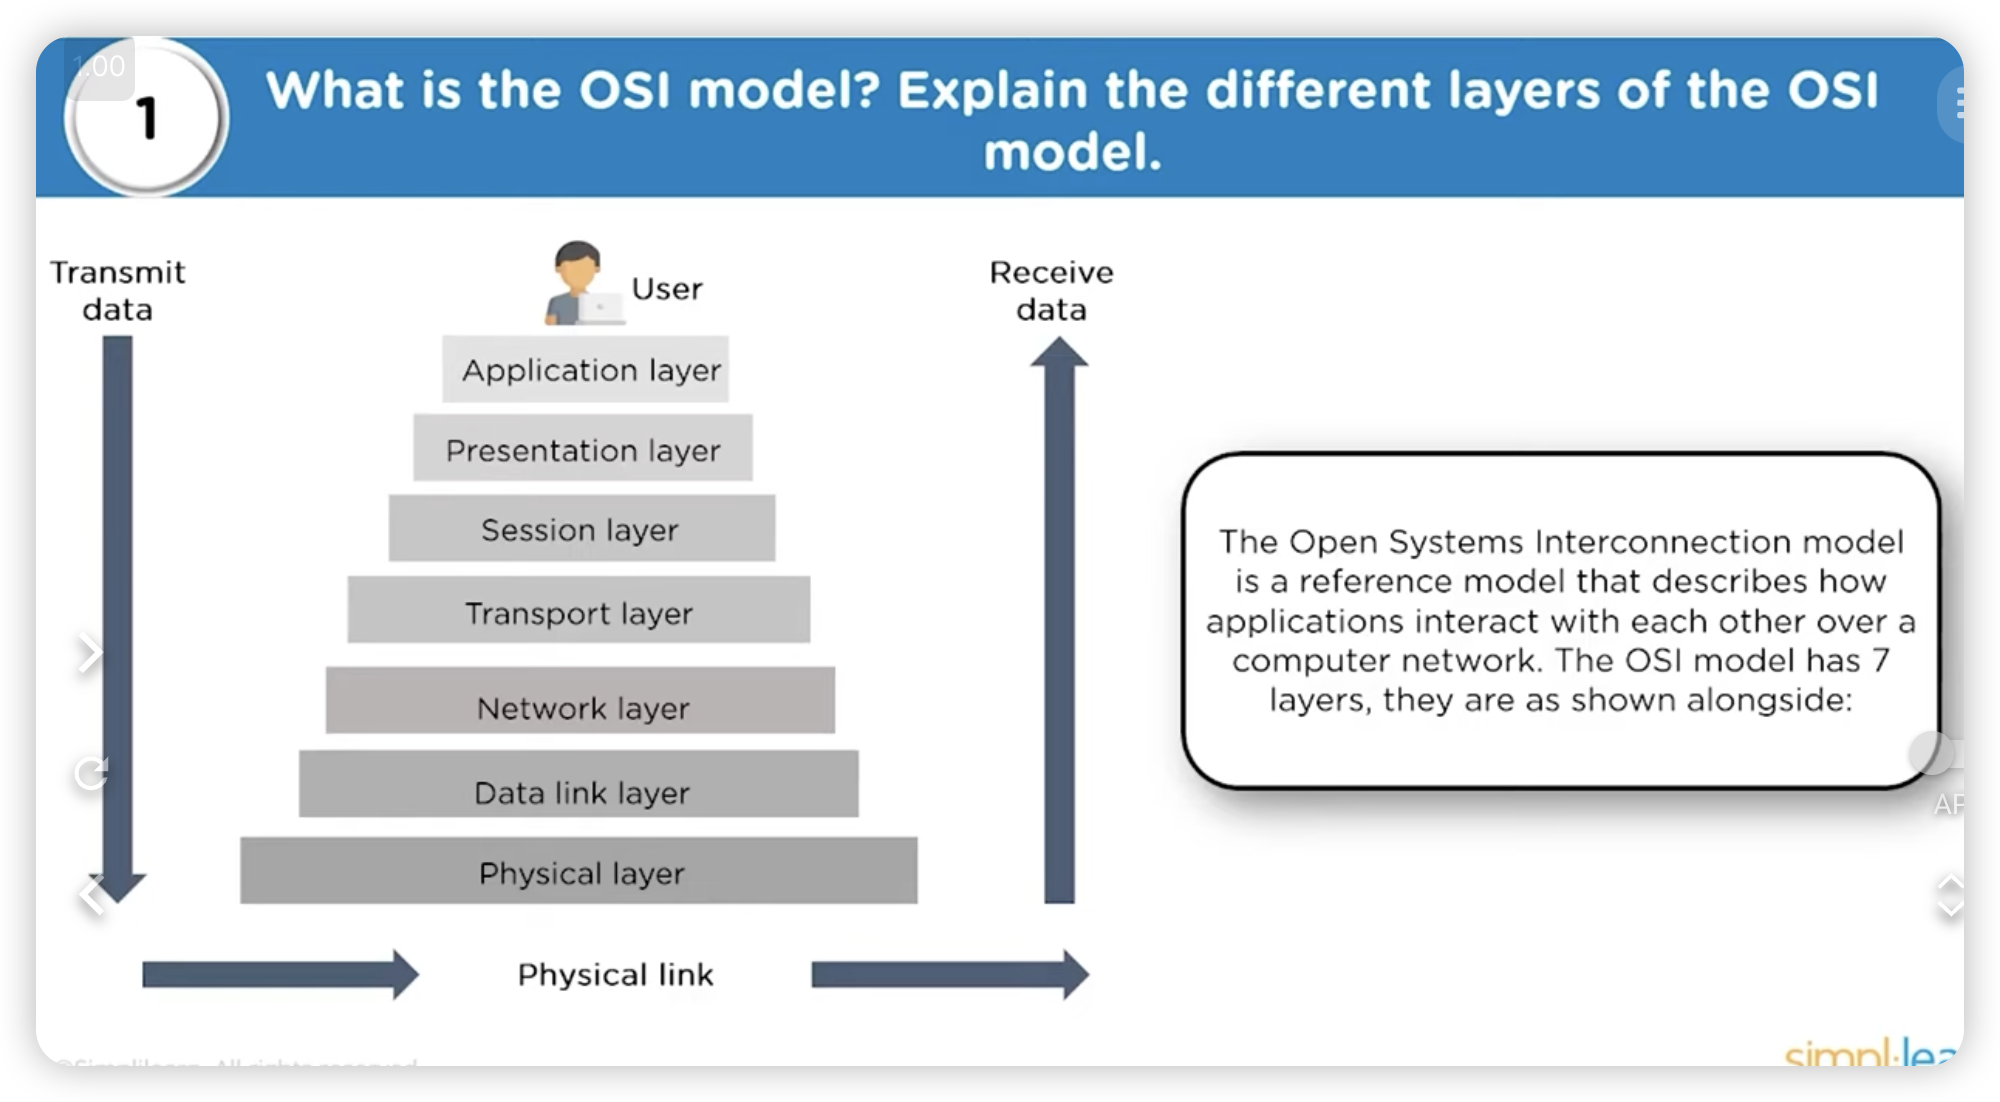 1.00
1
What is the OSI model? Explain the different layers of the OSI
model.
Transmit
data
User
Receive
data
Application layer
Presentation layer
Session layer
Transport layer
Network layer
Data link layer
Physical layer
Physical link
The Open Systems Interconnection model
is a reference model that describes how
applications interact with each other over a
computer network. The OSI model has 7
layers, they are as shown alongside:
©Simplilearn. All rights reserved.
simpl·lea